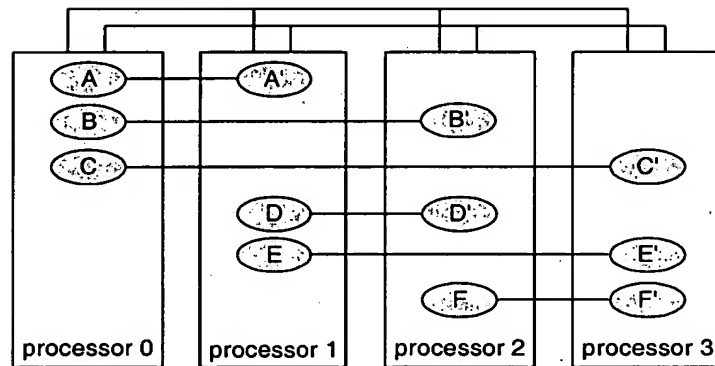 A A'
B B'
C C'
D D'
E E'
F F'
processor 0 processor 1 processor 2 processor 3